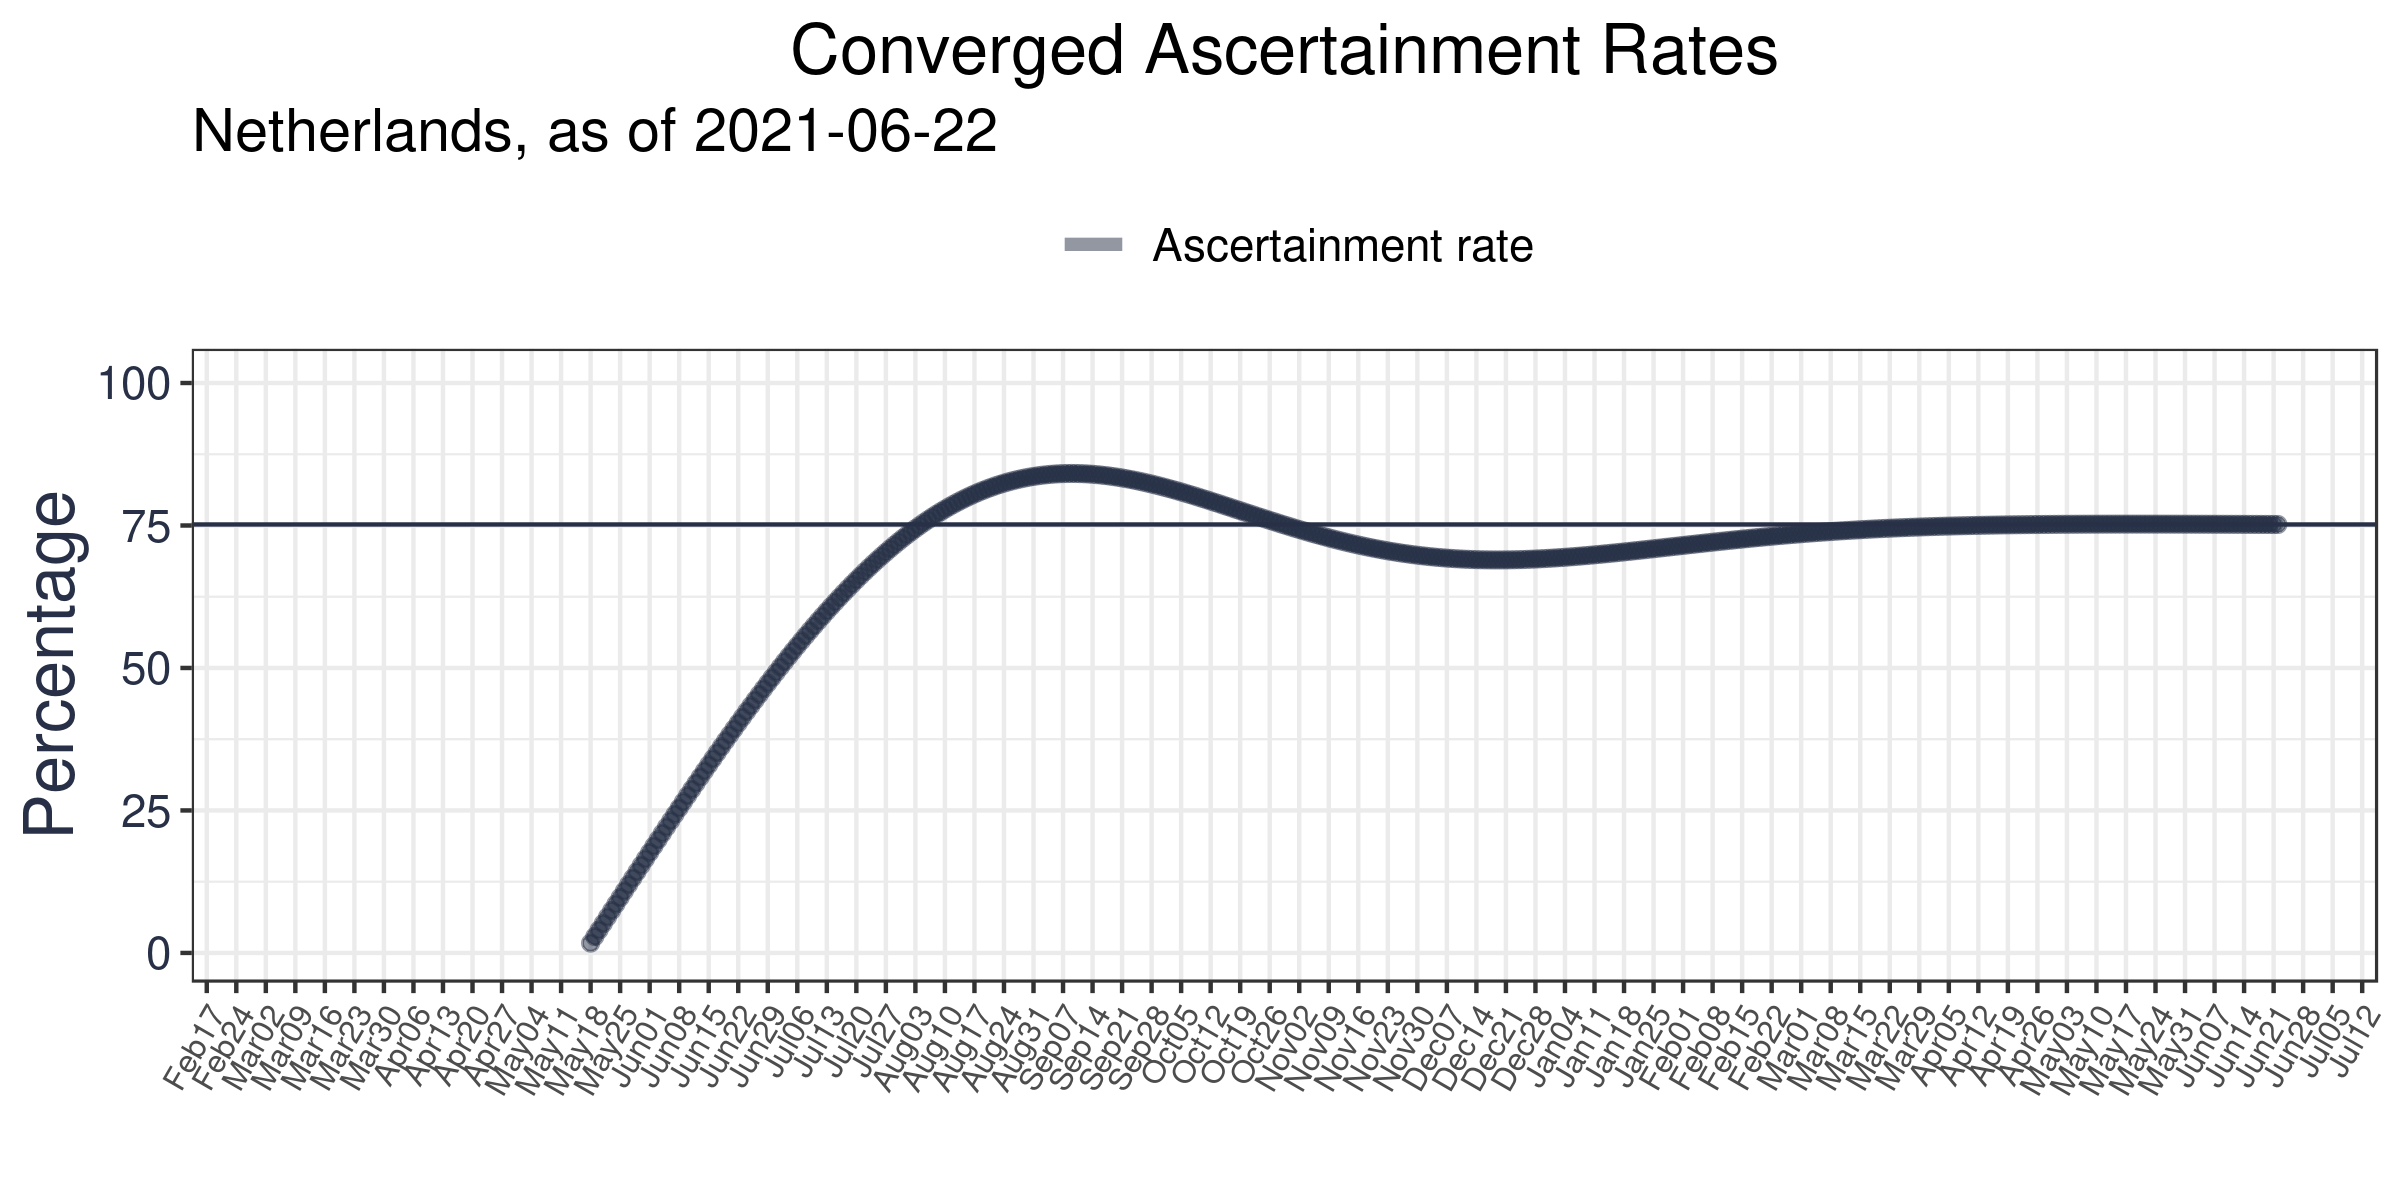 Converged Ascertainment Rates
Netherlands, as of 2021-06-22
Ascertainment rate
Percentage
100
75
50
25
0
Feb17
Feb24
Mar02
Mar09
Mar16
Mar23
Mar30
Apr06
Apr13
Apr20
Apr27
May04
May11
May18
May25
Jun01
Jun08
Jun15
Jun22
Jun29
Jul06
Jul13
Jul20
Jul27
Aug03
Aug10
Aug17
Aug24
Aug31
Sep07
Sep14
Sep21
Sep28
Oct05
Oct12
Oct19
Oct26
Nov02
Nov09
Nov16
Nov23
Nov30
Dec07
Dec14
Dec21
Dec28
Dec04
Jan11
Jan18
Jan25
Feb01
Feb08
Feb15
Feb22
Mar01
Mar08
Mar15
Mar22
Mar29
Apr05
Apr12
Apr19
Apr26
May03
May10
May17
May24
May31
May07
Jun14
Jun21
Jun28
Jul05
Jul12